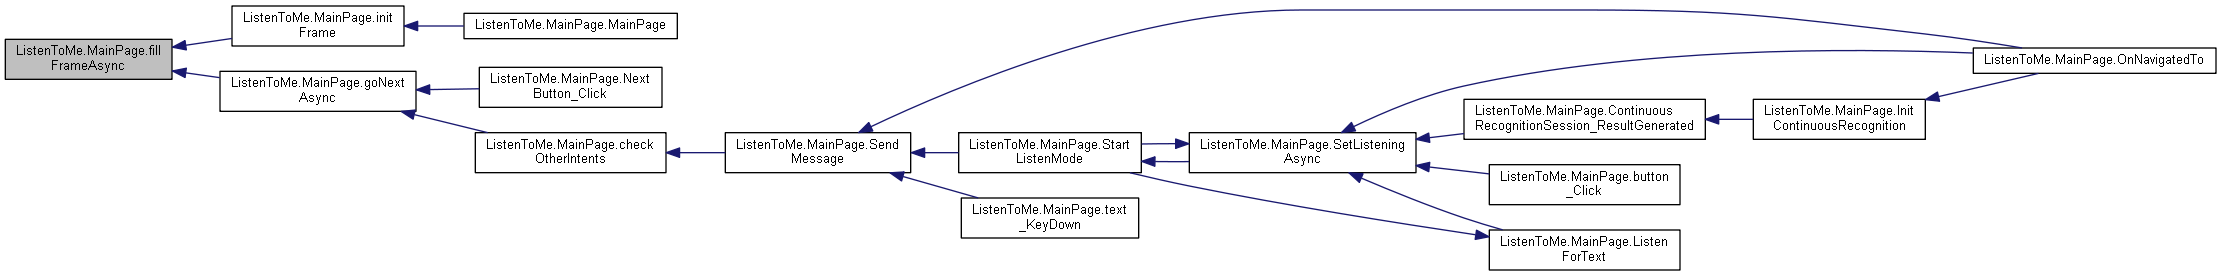 ListenToMe.MainPage.fill
FrameAsync
ListenToMe.MainPage.init
Frame
ListenToMe.MainPage.MainPage
ListenToMe.MainPage.goNext
Async
ListenToMe.MainPage.Next
Button_Click
ListenToMe.MainPage.check
OtherIntents
ListenToMe.MainPage.Send
Message
ListenToMe.MainPage.Start
ListenMode
ListenToMe.MainPage.text
_KeyDown
ListenToMe.MainPage.SetListening
Async
ListenToMe.MainPage.Continuous
RecognitionSession_ResultGenerated
ListenToMe.MainPage.button
_Click
ListenToMe.MainPage.Listen
ForText
ListenToMe.MainPage.Init
ContinuousRecognition
ListenToMe.MainPage.OnNavigatedTo